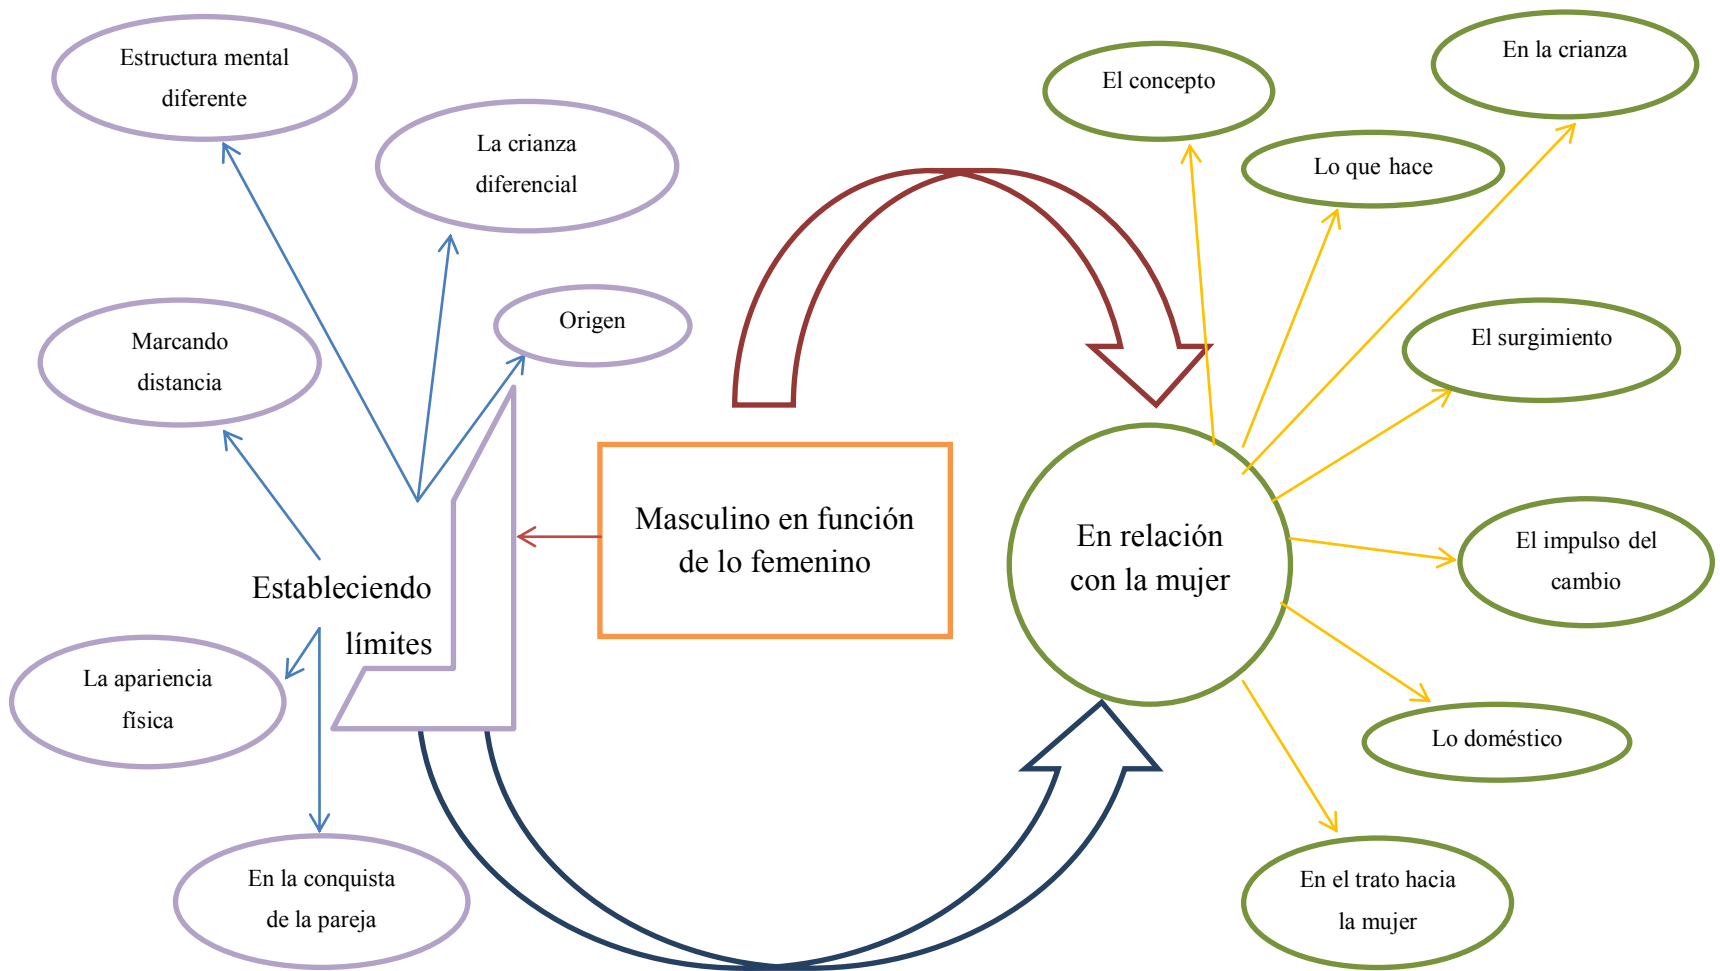 Estructura mental
diferente
La crianza
diferencial
Origen
Marcando
distancia
Estableciendo
límites
La apariencia
física
En la conquista
de la pareja
Masculino en función
de lo femenino
En relación
con la mujer
El concepto
En la crianza
Lo que hace
El surgimiento
El impulso del
cambio
Lo doméstico
En el trato hacia
la mujer